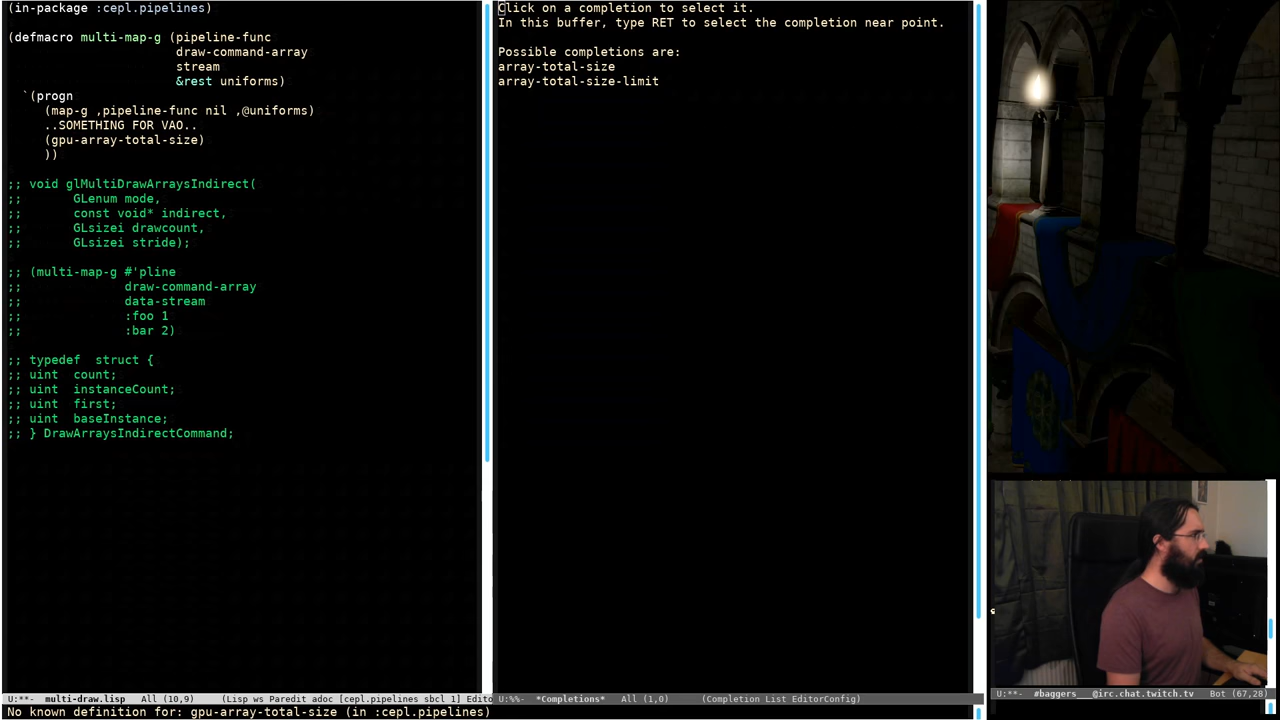 (in-package :cepl.pipelines)
(defmacro multi-map-g (pipeline-func
draw-command-array
stream
&rest uniforms)
`(progn
(map-g ,pipeline-func nil ,@uniforms)
..SOMETHING FOR VAO..
(gpu-array-total-size)
))
;; void glMultiDrawArraysIndirect(
;; GLenum mode,
;; const void* indirect,
;; GLsizei drawcount,
;; GLsizei stride);
;; (multi-map-g #'pline
;; draw-command-array
;; data-stream
;; :foo 1
;; :bar 2)
;; typedef  struct {
;; uint  count;
;; uint  instanceCount;
;; uint  first;
;; uint  baseInstance;
;; } DrawArraysIndirectCommand;
U:**-  multi-draw.lisp   All (10,9)     (Lisp ws Paredit adoc [cepl.pipelines sbcl 1] Edito
No known definition for: gpu-array-total-size (in :cepl.pipelines)
Click on a completion to select it.
In this buffer, type RET to select the completion near point.
Possible completions are:
array-total-size
array-total-size-limit
U:%%-  *Completions*   All (1,0)     (Completion List EditorConfig)
U:**-  #baggers___@irc.chat.twitch.tv   Bot (67,28)